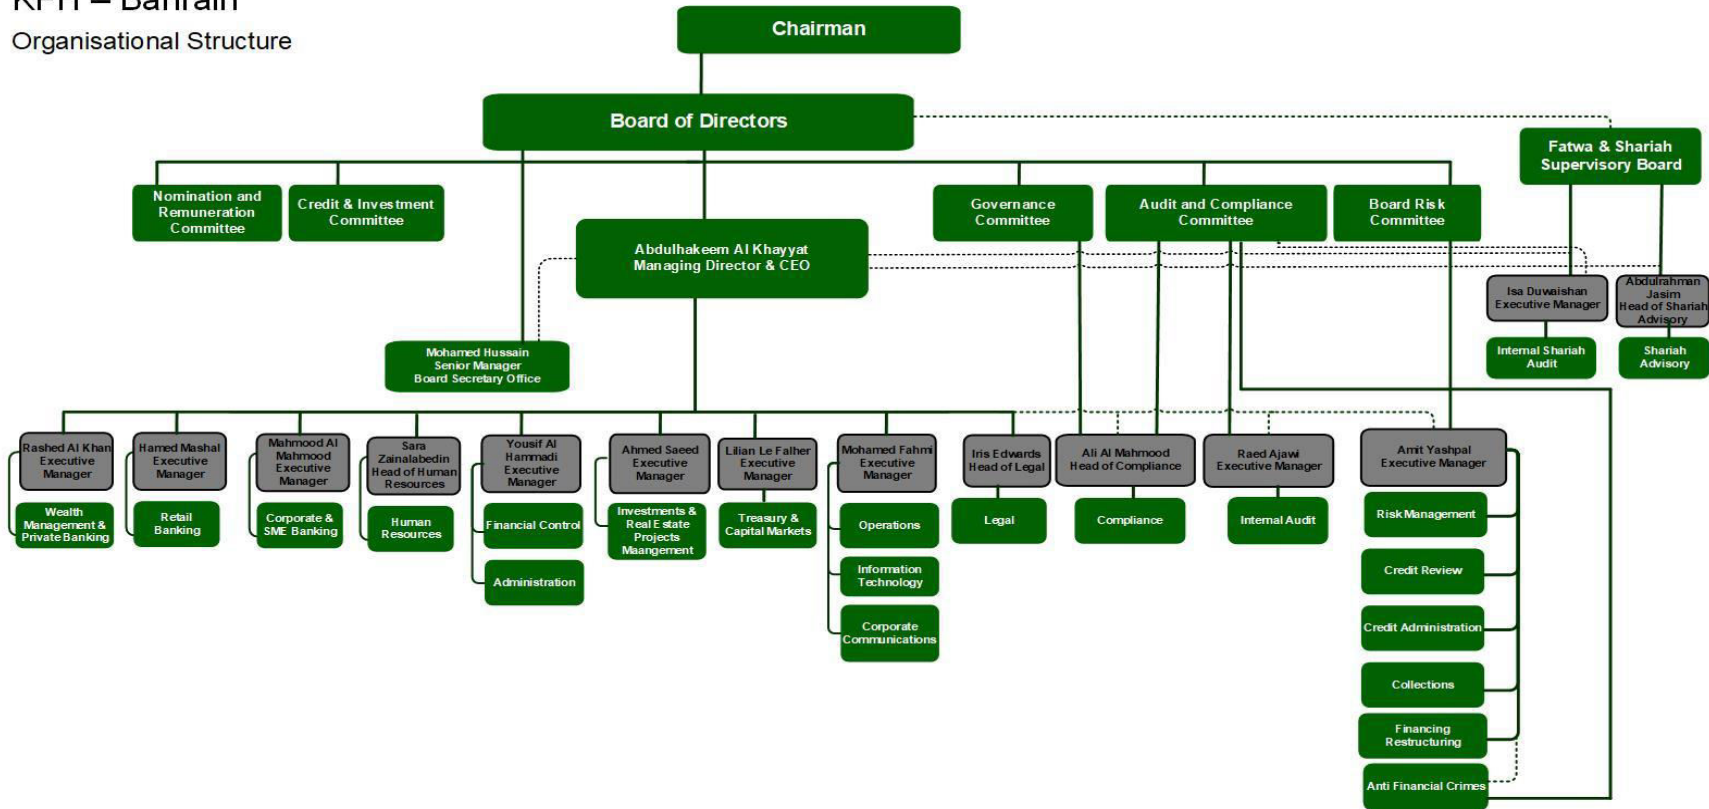 KFH – Bahrain
Organisational Structure
Chairman
Board of Directors
Fatwa & Shariah
Supervisory Board
Nomination and
Remuneration
Committee
Credit & Investment
Committee
Governance
Committee
Audit and Compliance
Committee
Board Risk
Committee
Abdulhakeem Al Khayyat
Managing Director & CEO
Isa Duwaishan
Executive Manager
Abdulrahman
Jasim
Head of Shariah
Advisory
Mohamed Hussain
Senior Manager
Board Secretary Office
Internal Shariah
Audit
Shariah
Advisory
Rashed Al Khan
Executive
Manager
Hamed Mashal
Executive
Manager
Mahmood Al
Mahmood
Executive
Manager
Sara
Zainalabedin
Head of Human
Resources
Yousif Al
Hammadi
Executive
Manager
Ahmed Saeed
Executive
Manager
Lilian Le Falher
Executive
Manager
Mohamed Fahmi
Executive
Manager
Iris Edwards
Head of Legal
Ali Al Mahmood
Head of Compliance
Raed Ajawi
Executive Manager
Amit Yashpal
Executive Manager
Wealth
Management &
Private Banking
Retail
Banking
Corporate &
SME Banking
Human
Resources
Financial Control
Investments &
Real Estate
Projects
Maangement
Treasury &
Capital Markets
Operations
Legal
Compliance
Internal Audit
Risk Management
Administration
Information
Technology
Credit Review
Corporate
Communications
Credit Administration
Collections
Financing
Restructuring
Anti Financial Crimes